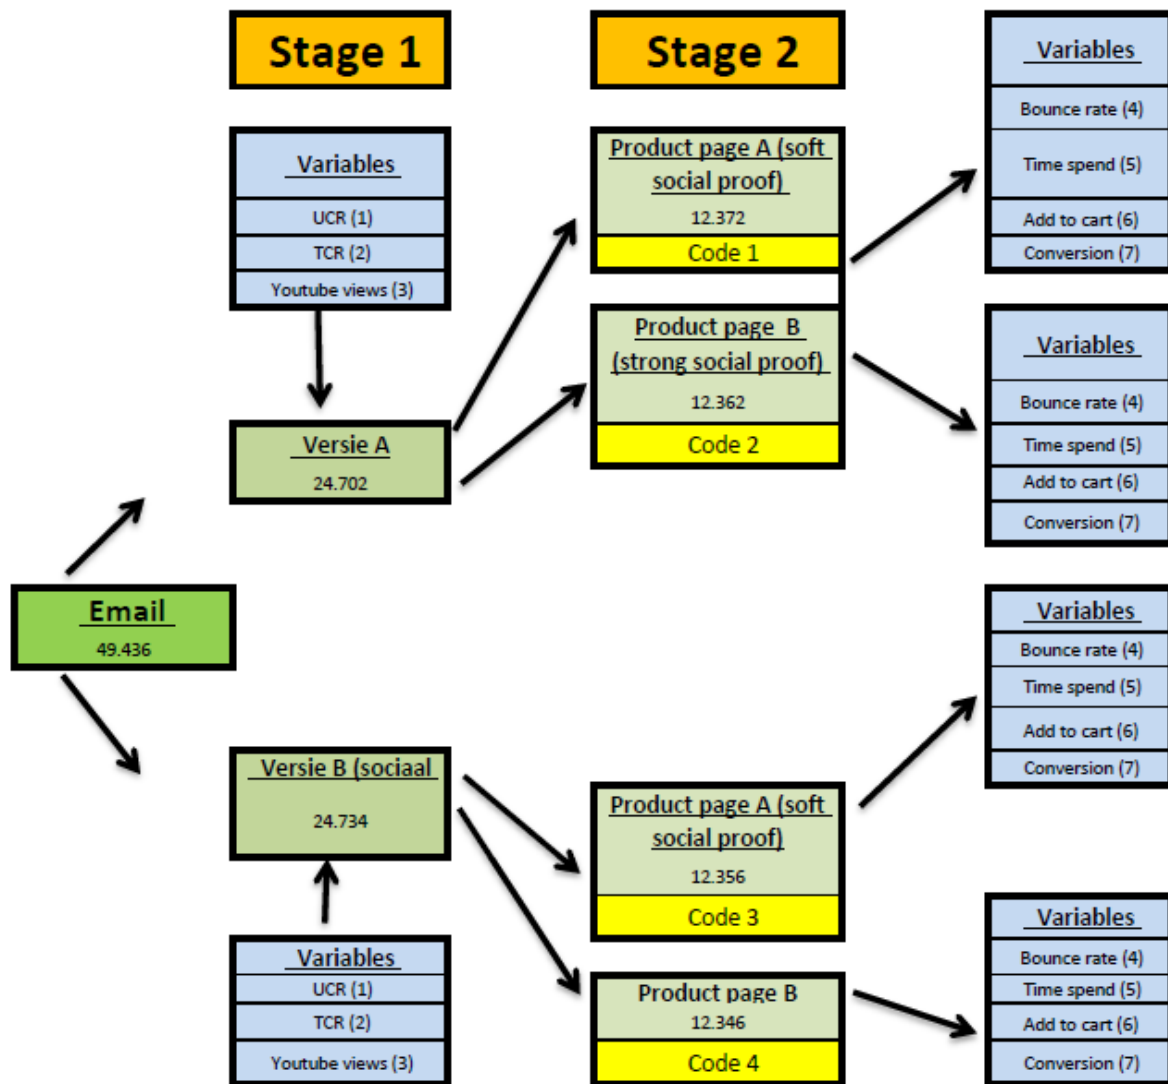 Stage 1
Stage 2
Variables
Bounce rate (4)
Time spend (5)
Add to cart (6)
Conversion (7)
Variables
UCR (1)
TCR (2)
Youtube views (3)
Product page A (soft
social proof)
12.372
Code 1
Product page B
(strong social proof)
12.362
Code 2
Variables
Bounce rate (4)
Time spend (5)
Add to cart (6)
Conversion (7)
Versie A
24.702
Email
49.436
Versie B (sociaal
24.734
Variables
UCR (1)
TCR (2)
Youtube views (3)
Product page A (soft
social proof)
12.356
Code 3
Product page B
12.346
Code 4
Variables
Bounce rate (4)
Time spend (5)
Add to cart (6)
Conversion (7)
Variables
Bounce rate (4)
Time spend (5)
Add to cart (6)
Conversion (7)